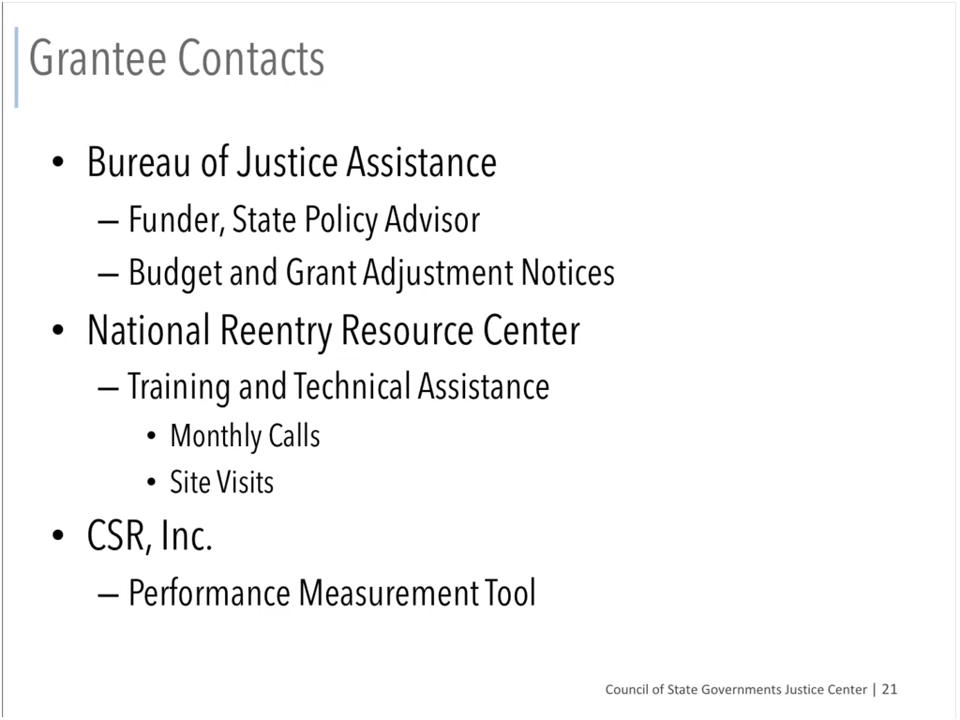 Grantee Contacts
• Bureau of Justice Assistance
– Funder, State Policy Advisor
– Budget and Grant Adjustment Notices
• National Reentry Resource Center
– Training and Technical Assistance
• Monthly Calls
• Site Visits
• CSR, Inc.
– Performance Measurement Tool
Council of State Governments Justice Center | 21